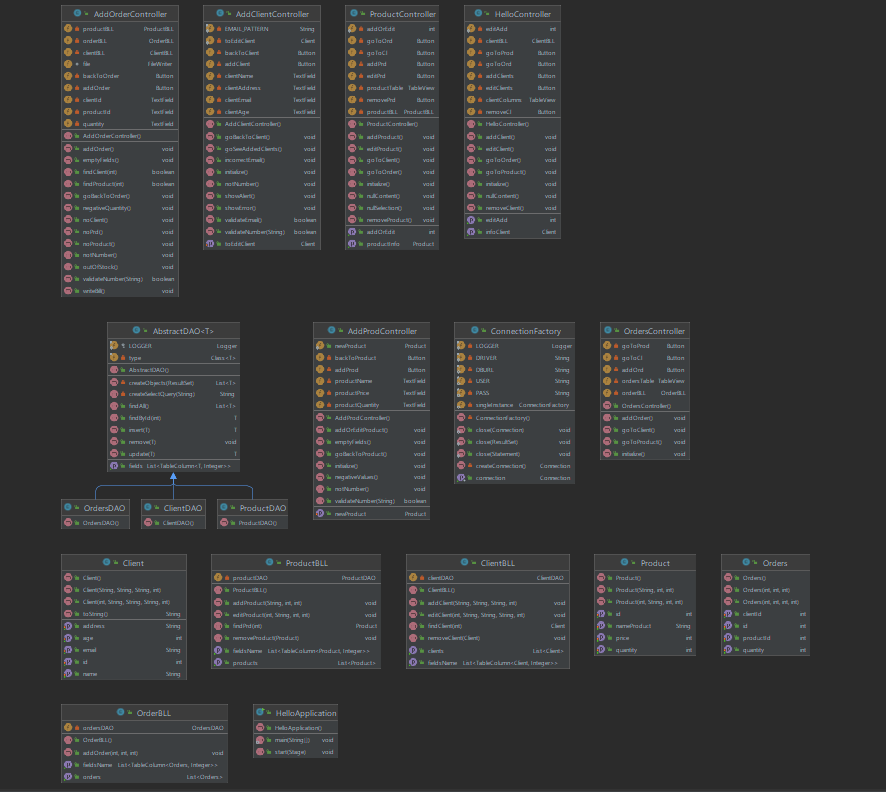 AddOrderController
productBLL ProductBLL
orderBLL OrderBLL
clientBLL ClientBLL
file FileWriter
backToOrder Button
addOrder Button
clientId TextField
productId TextField
quantity TextField
AddOrderController()
addOrder() void
emptyFields() void
findClient(int) boolean
findProduct(int) boolean
goBackToOrder() void
negativeQuantity() void
noClient() void
noPrd() void
noProduct() void
notNumber() void
outOfStock() void
validateNumber(String) boolean
writeBill() void
AddClientController
EMAIL_PATTERN String
toEditClient Client
backToClient Button
addClient Button
clientName TextField
clientAddress TextField
clientEmail TextField
clientAge TextField
AddClientController()
goBackToClient() void
goSeeAddedClients() void
incorrectEmail() void
initialize() void
notNumber() void
showAlert() void
showError() void
validateEmail() boolean
validateNumber(String) boolean
toEditClient Client
ProductController
addOrEdit int
goToOrd Button
goToCl Button
addPrd Button
editPrd Button
productTable TableView
removePrd Button
productBLL ProductBLL
ProductController()
addProduct() void
editProduct() void
goToClient() void
goToOrder() void
initialize() void
nullContent() void
nullSelection() void
removeProduct() void
addOrEdit int
productInfo Product
HelloController
editAdd int
clientBLL ClientBLL
goToProd Button
goToOrd Button
addClients Button
editClients Button
clientColumns TableView
removeCl Button
HelloController()
addClient() void
editClient() void
goToOrder() void
goToProduct() void
initialize() void
nullContent() void
removeClient() void
editAdd int
infoClient Client
AbstractDAO<T>
LOGGER Logger
type Class<T>
AbstractDAO()
createObjects(ResultSet) List<T>
createSelectQuery(String) String
findAll() List<T>
findById(int) T
insert(T) T
remove(T) void
update(T) T
fields List<TableColumn<T, Integer>>
OrdersDAO
OrdersDAO()
ClientDAO
ClientDAO()
ProductDAO
ProductDAO()
AddProdController
newProduct Product
backToProduct Button
addProd Button
productName TextField
productPrice TextField
productQuantity TextField
AddProdController()
addOrEditProduct() void
emptyFields() void
goBackToProduct() void
initialize() void
negativeValues() void
notNumber() void
validateNumber(String) boolean
newProduct Product
ConnectionFactory
LOGGER Logger
DRIVER String
DBURL String
USER String
PASS String
singleInstance ConnectionFactory
ConnectionFactory()
close(Connection) void
close(ResultSet) void
close(Statement) void
createConnection() Connection
connection Connection
OrdersController
goToProd Button
goToCl Button
addOrd Button
ordersTable TableView
orderBLL OrderBLL
OrdersController()
addOrder() void
goToClient() void
goToProduct() void
initialize() void
Client
Client()
Client(String, String, String, int)
Client(int, String, String, String, int)
toString() String
address String
age int
email String
id int
name String
ProductBLL
productDAO ProductDAO
ProductBLL()
addProduct(String, int, int) void
editProduct(int, String, int, int) void
findPrd(int) Product
removeProduct(Product) void
fieldsName List<TableColumn<Product, Integer>>
products List<Product>
ClientBLL
clientDAO ClientDAO
ClientBLL()
addClient(String, String, String, int) void
editClient(int, String, String, String, int) void
findClient(int) Client
removeClient(Client) void
clients List<Client>
fieldsName List<TableColumn<Client, Integer>>
Product
Product()
Product(String, int, int)
Product(int, String, int, int)
id int
nameProduct String
price int
quantity int
Orders
Orders()
Orders(int, int, int)
Orders(int, int, int, int)
clientId int
id int
productId int
quantity int
OrderBLL
ordersDAO OrdersDAO
OrderBLL()
addOrder(int, int, int) void
fieldsName List<TableColumn<Orders, Integer>>
orders List<Orders>
HelloApplication
HelloApplication()
main(String[]) void
start(Stage) void